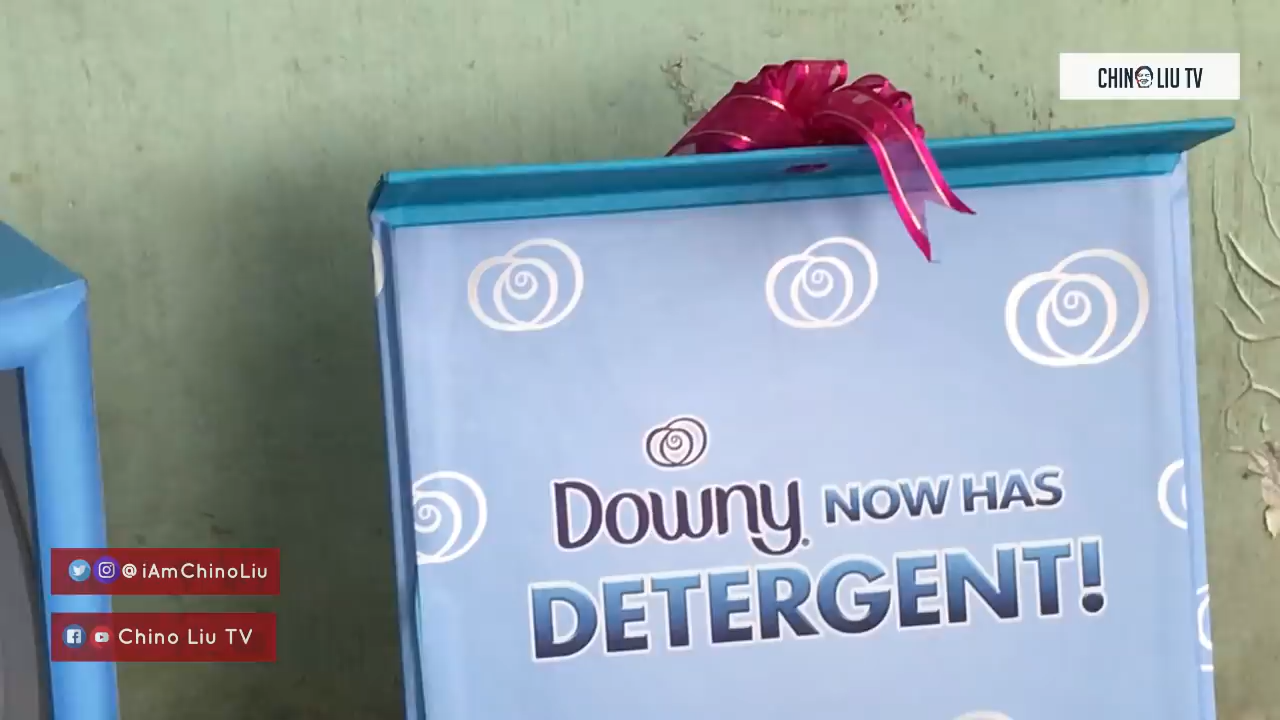 CHINO LIU TV
Downy NOW HAS
DETERGENT!
@iAmChinoLiu
Chino Liu TV